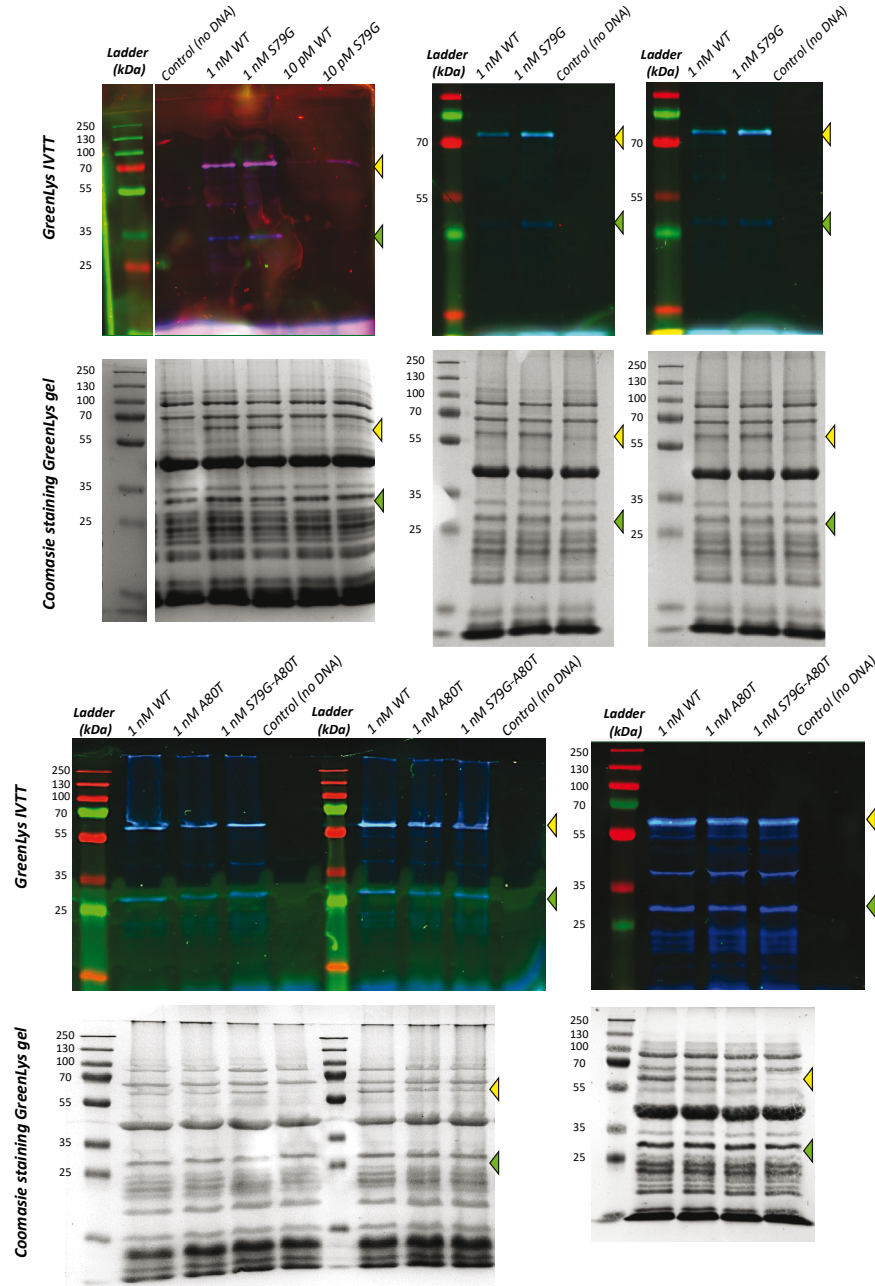 Ladder (kDa)
Control (no DNA)
1 nM WT
1 nM S79G
10 pM WT
10 pM S79G
Ladder (kDa)
1 nM WT
1 nM S79G
Control (no DNA)
Ladder (kDa)
1 nM WT
1 nM S79G
Control (no DNA)
GreenLys IVTT
250
130
100
70
55
35
25
70
55
70
55
Coomasie staining GreenLys gel
250
130
100
70
55
35
25
250
130
100
70
55
35
25
250
130
100
70
55
35
25
Ladder (kDa)
1 nM WT
1 nM A80T
1 nM S79G-A80T
Control (no DNA)
Ladder (kDa)
1 nM WT
1 nM A80T
1 nM S79G-A80T
Control (no DNA)
Ladder (kDa)
1 nM WT
1 nM A80T
1 nM S79G-A80T
Control (no DNA)
GreenLys IVTT
250
130
100
70
55
35
25
250
130
100
70
55
35
25
Coomasie staining GreenLys gel
250
130
100
70
55
35
25
250
130
100
70
55
35
25